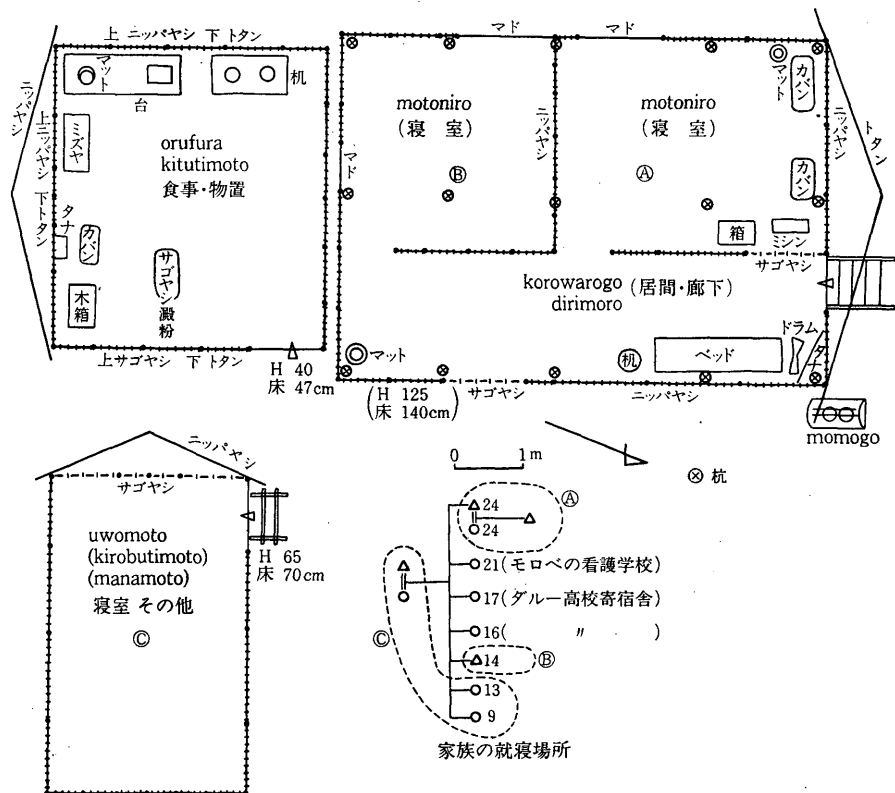 上 ニッパヤシ 下 トタン
ニッパヤシ
マット
台
机
上ニッパヤシ 下トタン
ミズヤ
orufura
kitutimoto
食事・物置
タナ
カバン
サゴヤシ澱粉
木箱
上サゴヤシ 下 トタン
H 40
床 47cm
マド
マド
マド
motoniro
(寝 室)
Ⓑ
ニッパヤシ
motoniro
(寝 室)
Ⓐ
マット
カバン
カバン
ニッパヤシ
トタン
箱
ミシン
サゴヤシ
korowarogo (居間・廊下)
dirimoro
マット
机
ベッド
ドラム
タナ
(H 125
床 140cm)
サゴヤシ
ニッパヤシ
momogo
ニッパヤシ
サゴヤシ
uwomoto
(kirobutimoto)
(manamoto)
寝室 その他
Ⓒ
H 65
床 70cm
0 1m
⊗ 杭
24
24
Ⓐ
21(モロベの看護学校)
17(ダルー高校寄宿舎)
16( 〃 )
14
Ⓑ
Ⓒ
13
9
家族の就寝場所